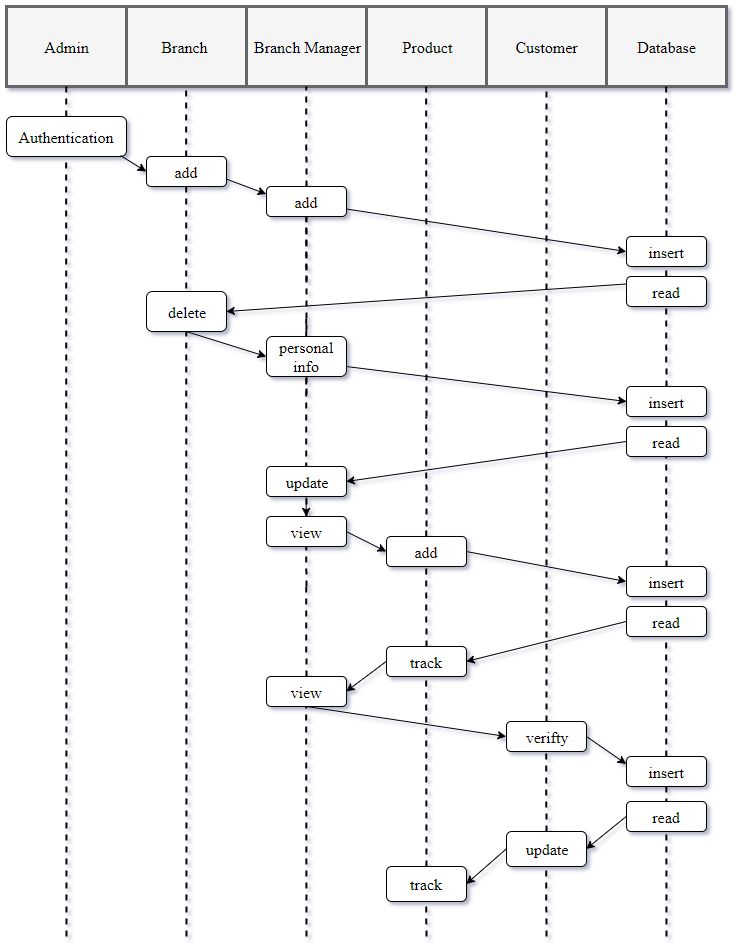 Admin
Branch
Branch Manager
Product
Customer
Database
Authentication
add
add
insert
read
delete
personal
info
insert
read
update
view
add
insert
read
track
view
verifty
insert
read
update
track